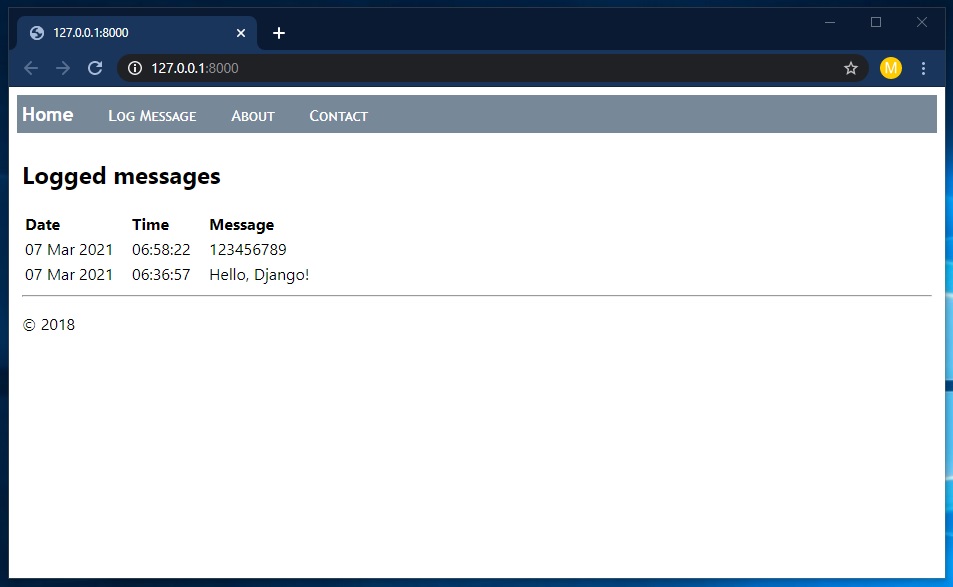 127.0.0.1:8000
127.0.0.1:8000 M
Home Log Message About Contact
Logged messages
Date Time Message
07 Mar 2021 06:58:22 123456789
07 Mar 2021 06:36:57 Hello, Django!
© 2018